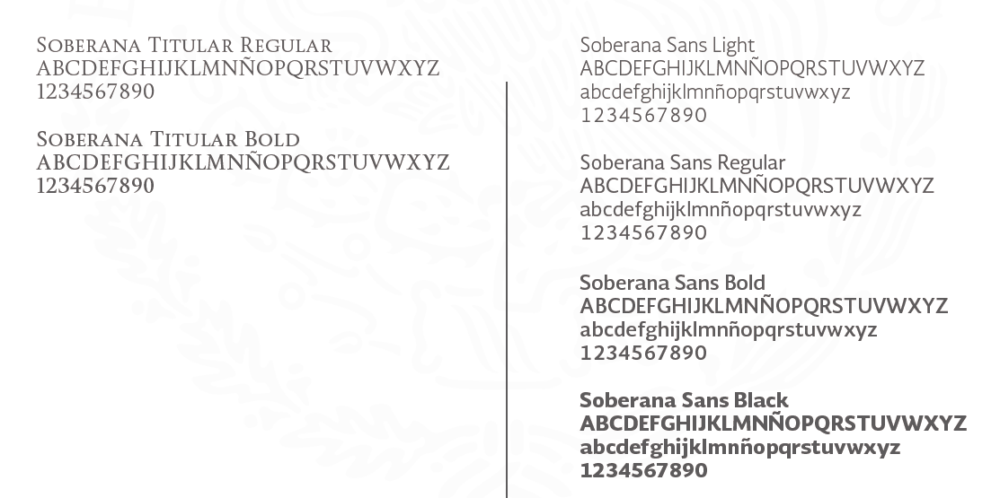 Soberana Titular Regular
ABCDEFGHIJKLMNÑOPQRSTUVWXYZ
1234567890
Soberana Titular Bold
ABCDEFGHIJKLMNÑOPQRSTUVWXYZ
1234567890
Soberana Sans Light
ABCDEFGHIJKLMNÑOPQRSTUVWXYZ
abcdefghijklmnñopqrstuvwxyz
1234567890
Soberana Sans Regular
ABCDEFGHIJKLMNÑOPQRSTUVWXYZ
abcdefghijklmnñopqrstuvwxyz
1234567890
Soberana Sans Bold
ABCDEFGHIJKLMNÑOPQRSTUVWXYZ
abcdefghijklmnñopqrstuvwxyz
1234567890
Soberana Sans Black
ABCDEFGHIJKLMNÑOPQRSTUVWXYZ
abcdefghijklmnñopqrstuvwxyz
1234567890